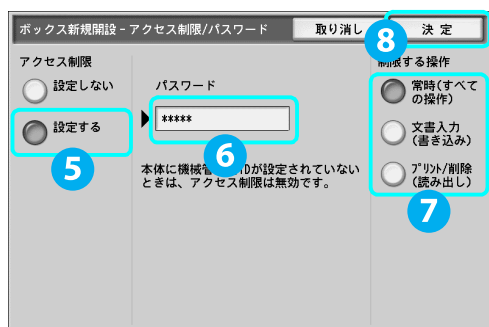 ボックス新規開設 - アクセス制限/パスワード
取り消し
決 定
8
アクセス制限
設定しない
設定する
5
パスワード
*****
6
本体に機械管 IDが設定されていない
ときは、アクセス制限は無効です。
制限する操作
常時(すべて
の操作)
文書入力
(書き込み)
プリント/削除
(読み出し)
7